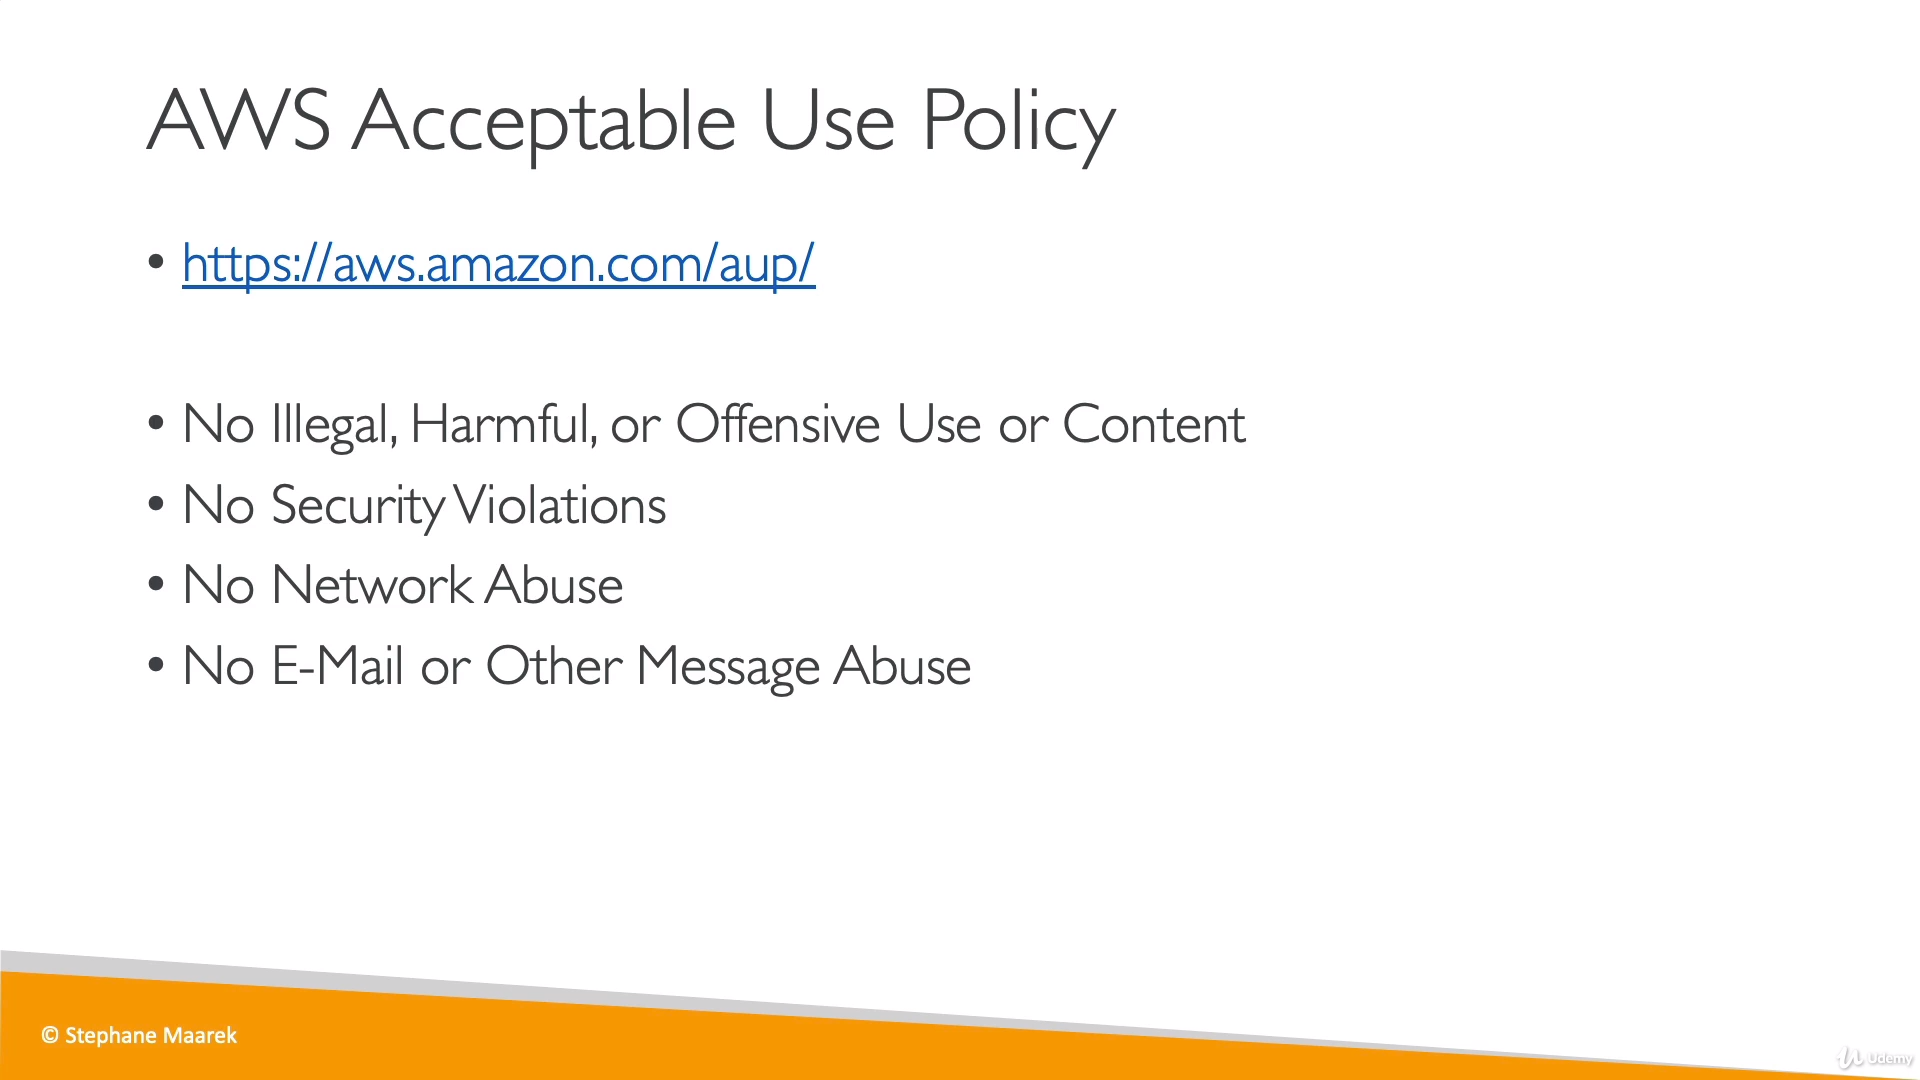 AWS Acceptable Use Policy
• https://aws.amazon.com/aup/
• No Illegal, Harmful, or Offensive Use or Content
• No Security Violations
• No Network Abuse
• No E-Mail or Other Message Abuse
© Stephane Maarek
Udemy